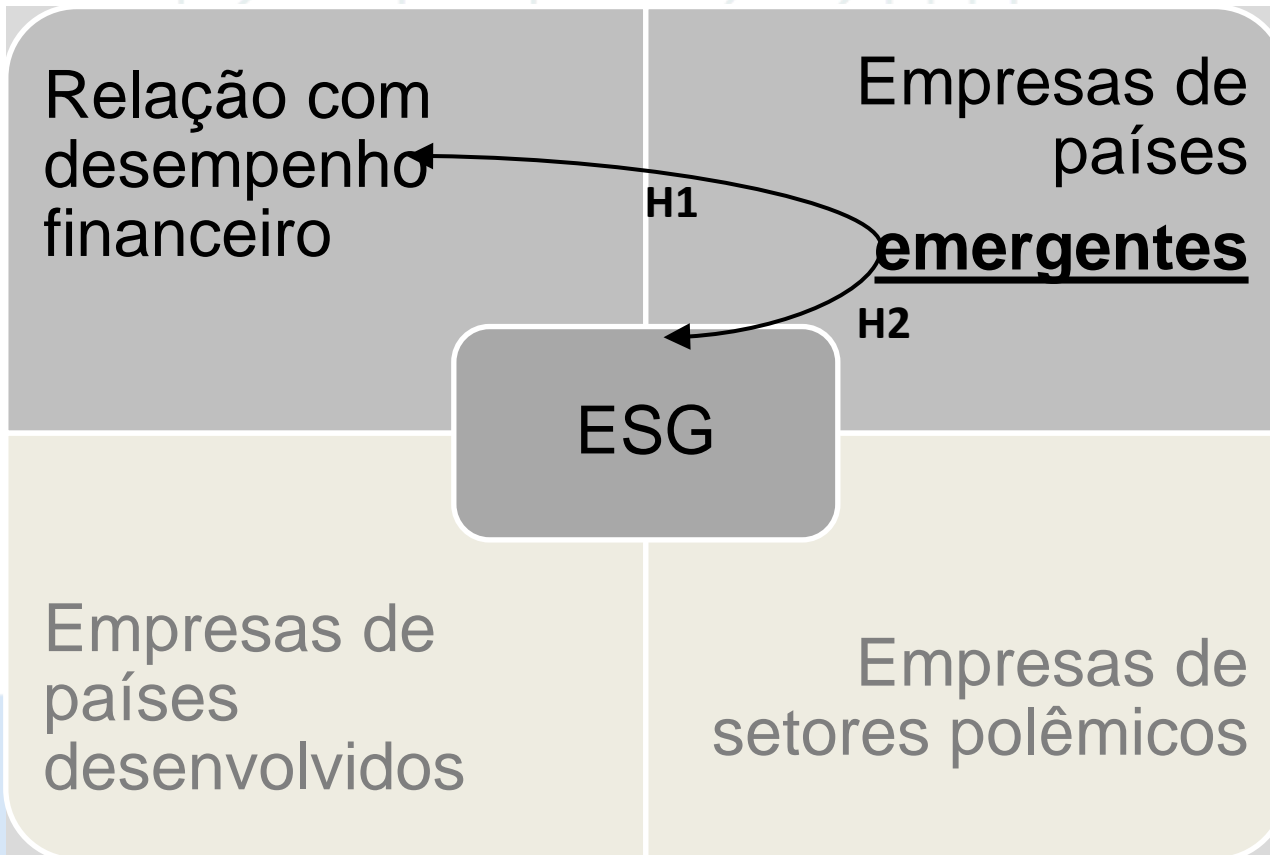 Relação com
desempenho
financeiro
Empresas de
países
emergentes
H1
H2
ESG
Empresas de
países
desenvolvidos
Empresas de
setores polêmicos